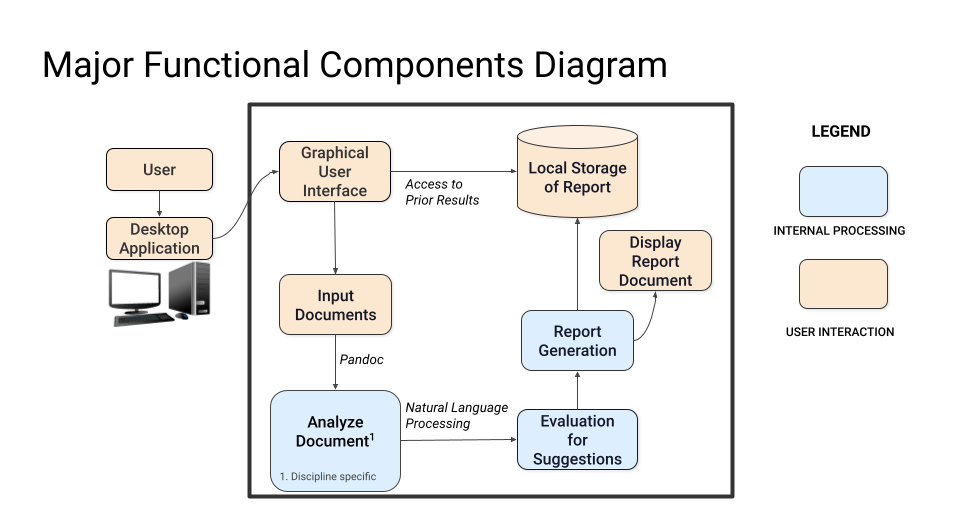 Major Functional Components Diagram
User
Desktop
Application
Graphical
User
Interface
Access to
Prior Results
Local Storage
of Report
Display
Report
Document
Input
Documents
Pandoc
Report
Generation
Analyze
Document¹
1. Discipline specific
Natural Language
Processing
Evaluation
for
Suggestions
LEGEND
INTERNAL PROCESSING
USER INTERACTION